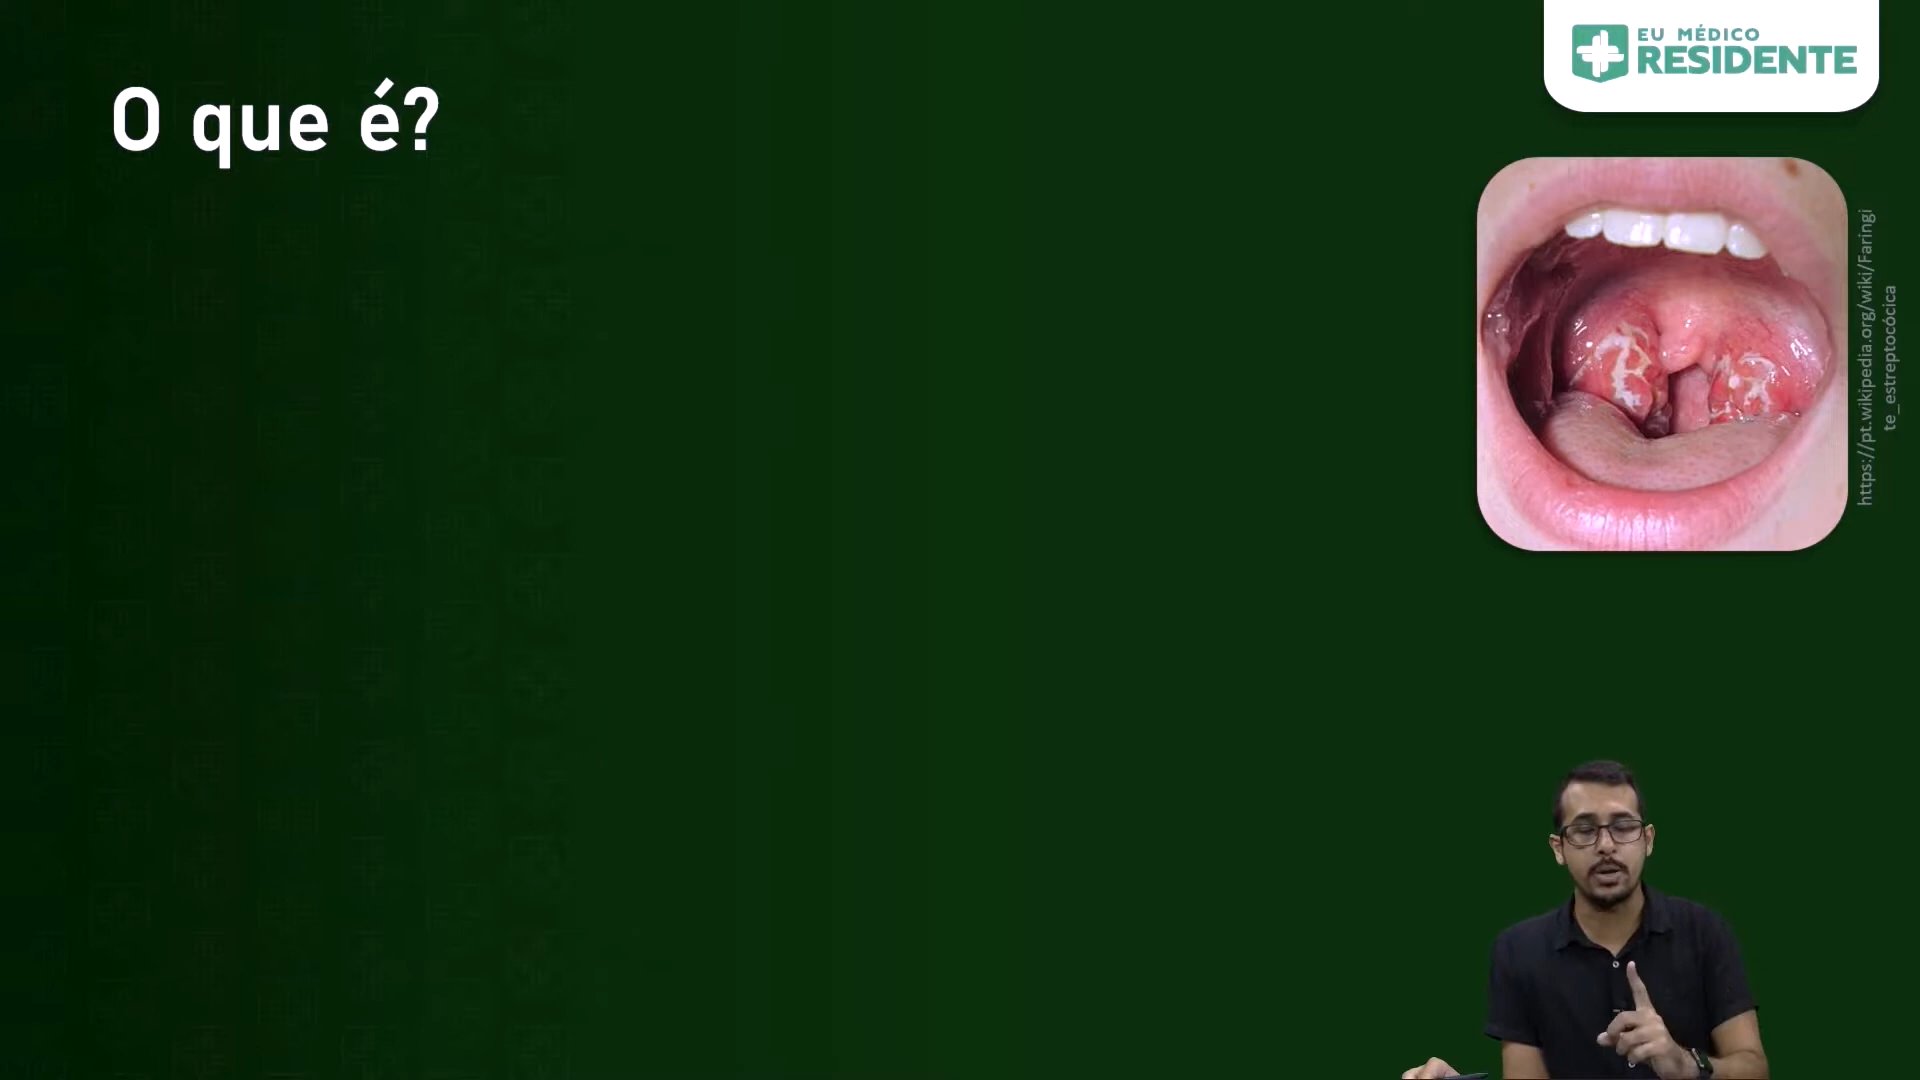 EU MÉDICO
RESIDENTE
O que é?
https://pt.wikipedia.org/wiki/Faringi
te_estreptocócica